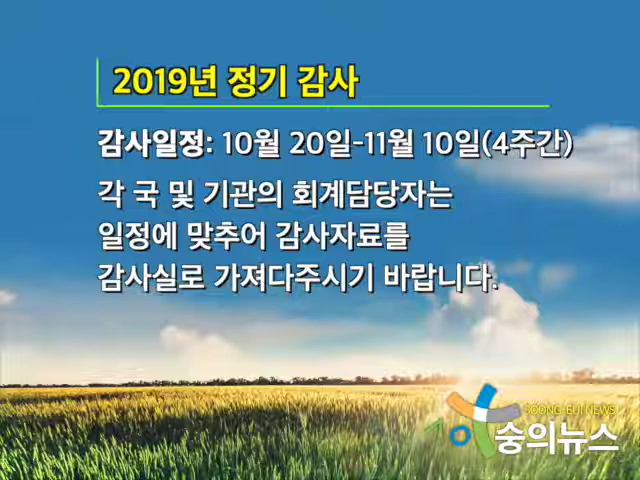 2019년 정기 감사
감사일정: 10월 20일-11월 10일(4주간)
각 국 및 기관의 회계담당자는
일정에 맞추어 감사자료를
감사실로 가져다주시기 바랍니다.
SOONG-EUI NEWS
숭의뉴스